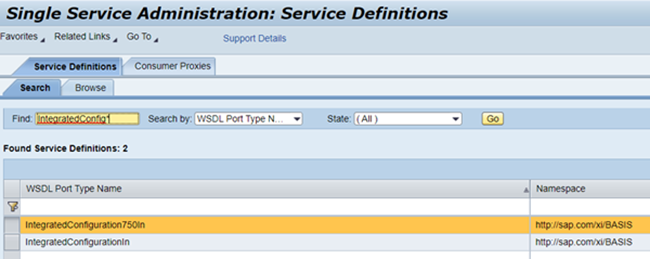 Single Service Administration: Service Definitions
Favorites Related Links Go To Support Details
Service Definitions Consumer Proxies
Search Browse
Find: IntegratedConfig* Search by: WSDL Port Type N... State: ( All ) Go
Found Service Definitions: 2
WSDL Port Type Name Namespace
IntegratedConfiguration750In http://sap.com/xi/BASIS
IntegratedConfigurationIn http://sap.com/xi/BASIS